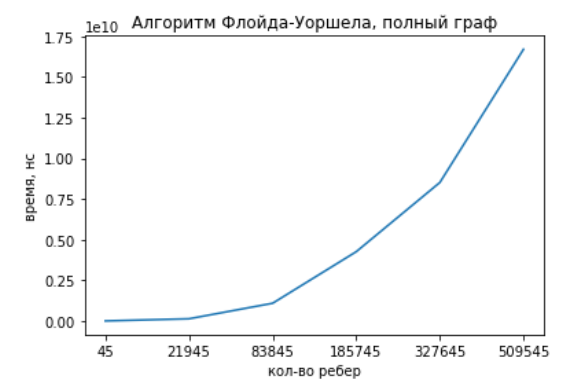 Алгоритм Флойда-Уоршела, полный граф
1e10
1.75
1.50
1.25
1.00
0.75
0.50
0.25
0.00
время, нс
45 21945 83845 185745 327645 509545
кол-во ребер